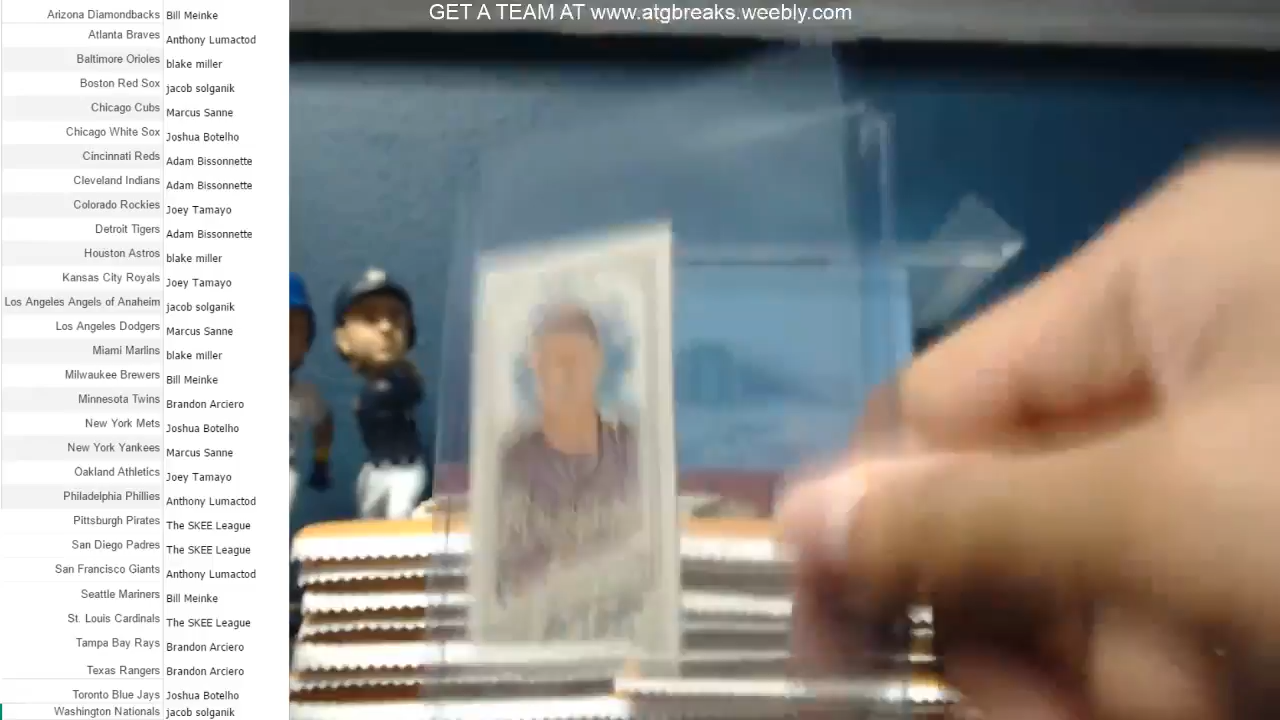 GET A TEAM AT www.atgbreaks.weebly.com
Arizona Diamondbacks Bill Meinke
Atlanta Braves Anthony Lumactod
Baltimore Orioles blake miller
Boston Red Sox jacob solganik
Chicago Cubs Marcus Sanne
Chicago White Sox Joshua Botelho
Cincinnati Reds Adam Bissonnette
Cleveland Indians Adam Bissonnette
Colorado Rockies Joey Tamayo
Detroit Tigers Adam Bissonnette
Houston Astros blake miller
Kansas City Royals Joey Tamayo
Los Angeles Angels of Anaheim jacob solganik
Los Angeles Dodgers Marcus Sanne
Miami Marlins blake miller
Milwaukee Brewers Bill Meinke
Minnesota Twins Brandon Arciero
New York Mets Joshua Botelho
New York Yankees Marcus Sanne
Oakland Athletics Joey Tamayo
Philadelphia Phillies Anthony Lumactod
Pittsburgh Pirates The SKEE League
San Diego Padres The SKEE League
San Francisco Giants Anthony Lumactod
Seattle Mariners Bill Meinke
St. Louis Cardinals The SKEE League
Tampa Bay Rays Brandon Arciero
Texas Rangers Brandon Arciero
Toronto Blue Jays Joshua Botelho
Washington Nationals jacob solganik